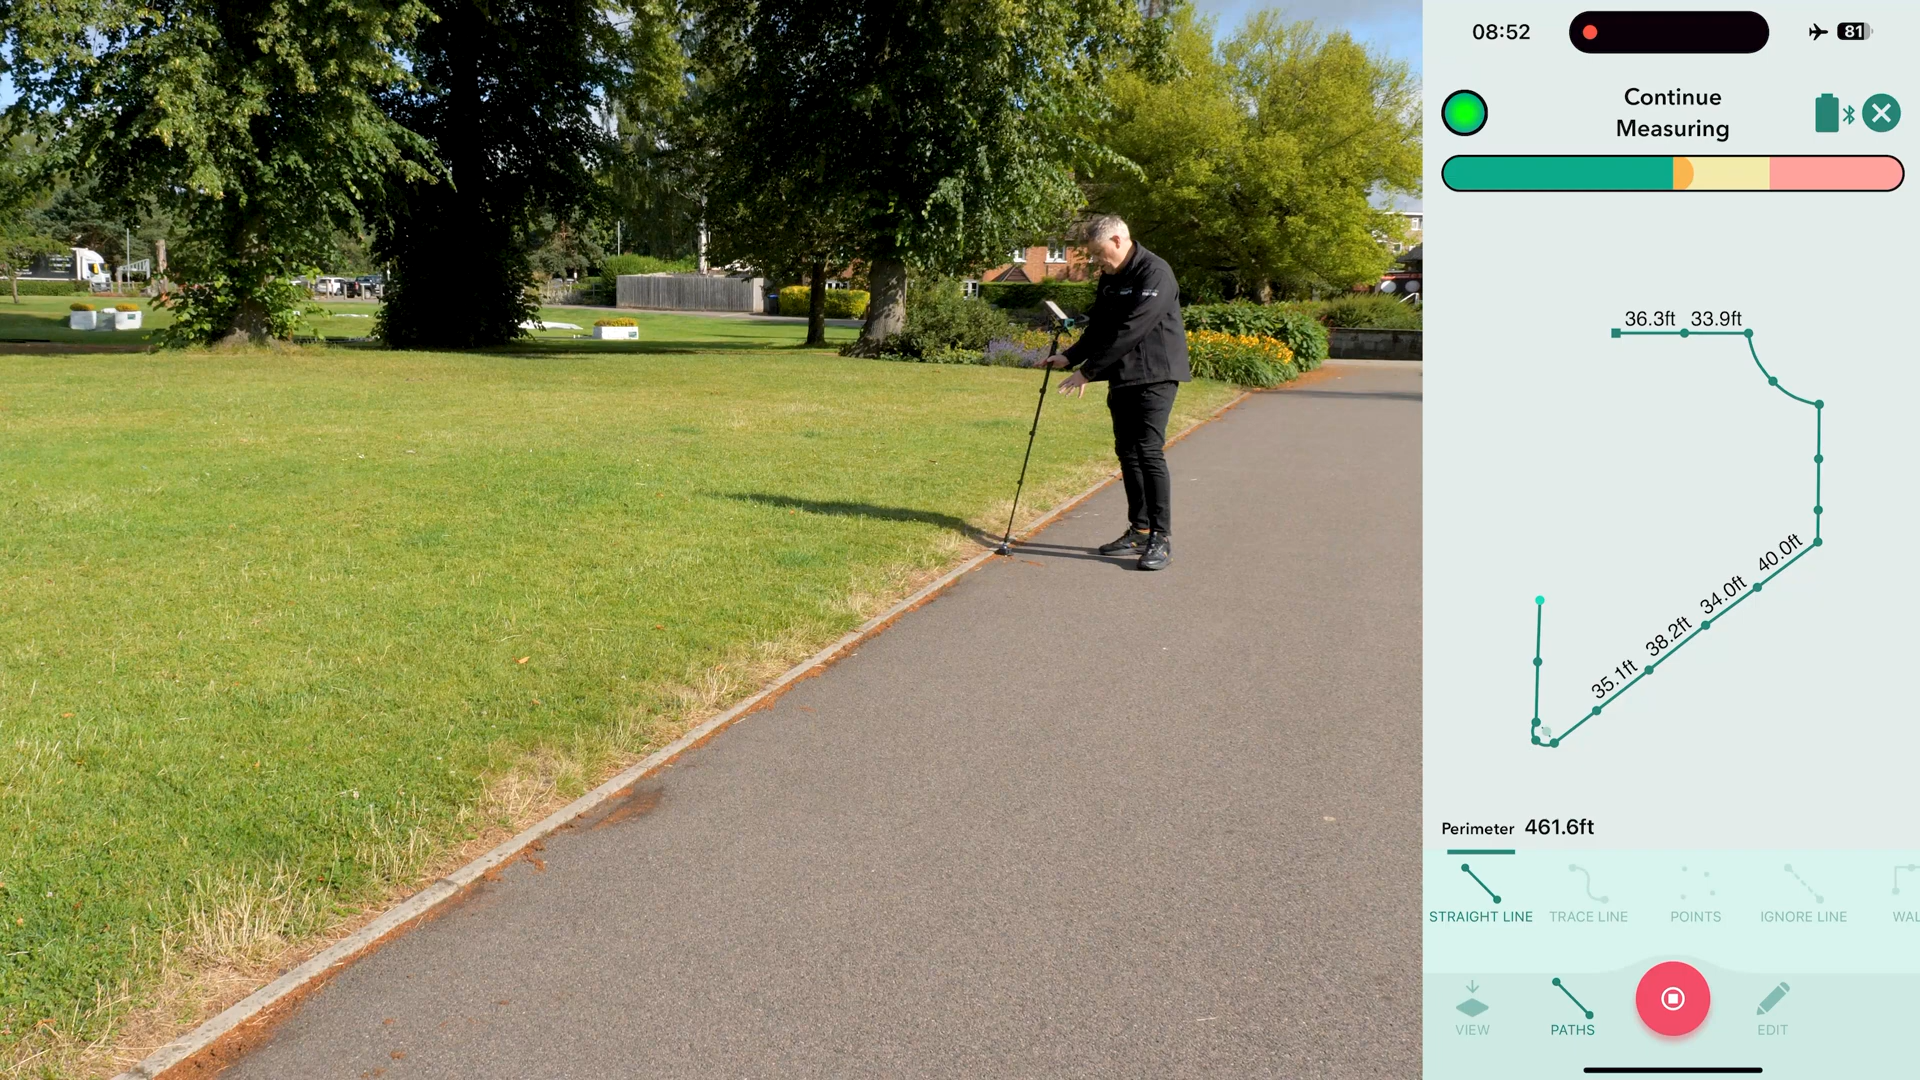 08:52
81
Continue
Measuring
36.3ft
33.9ft
40.0ft
34.0ft
38.2ft
35.1ft
Perimeter 461.6ft
STRAIGHT LINE
TRACE LINE
POINTS
IGNORE LINE
WAL
VIEW
PATHS
EDIT